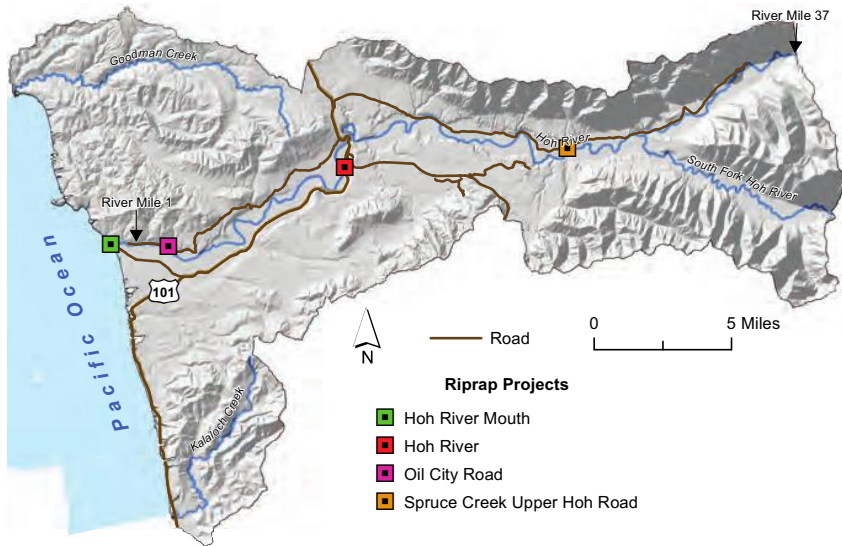 River Mile 37
Goodman Creek
Hoh River
South Fork Hoh River
River Mile 1
Pacific Ocean
101
N
Road
0
5 Miles
Kalaloch Creek
Riprap Projects
Hoh River Mouth
Hoh River
Oil City Road
Spruce Creek Upper Hoh Road